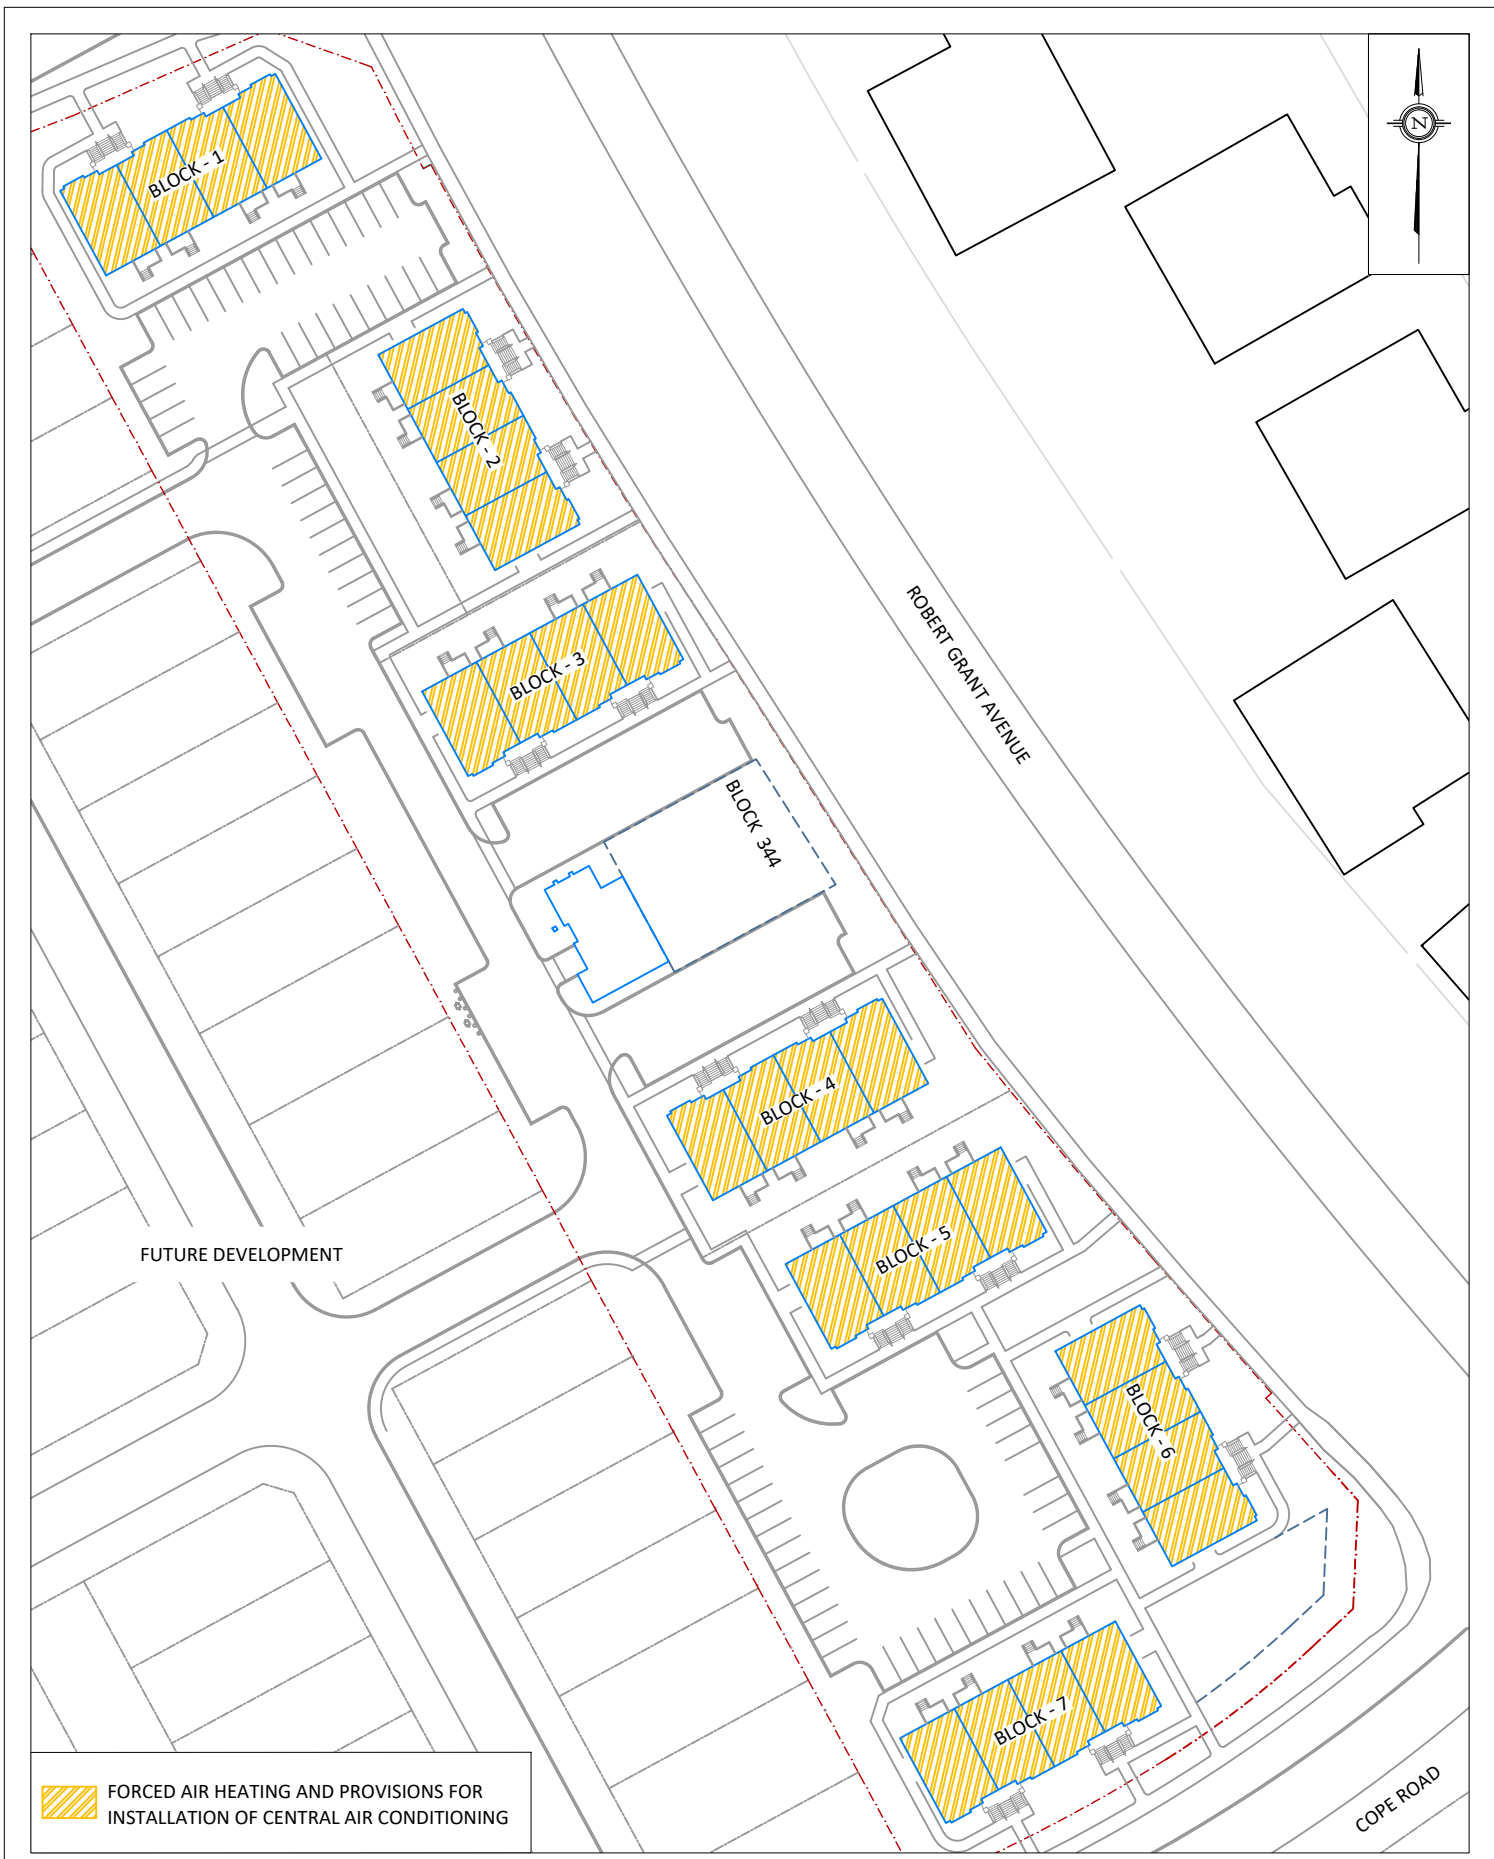 N
BLOCK - 1
BLOCK - 2
BLOCK - 3
ROBERT GRANT AVENUE
BLOCK 344
BLOCK - 4
BLOCK - 5
FUTURE DEVELOPMENT
BLOCK - 6
BLOCK - 7
FORCED AIR HEATING AND PROVISIONS FOR
INSTALLATION OF CENTRAL AIR CONDITIONING
COPE ROAD